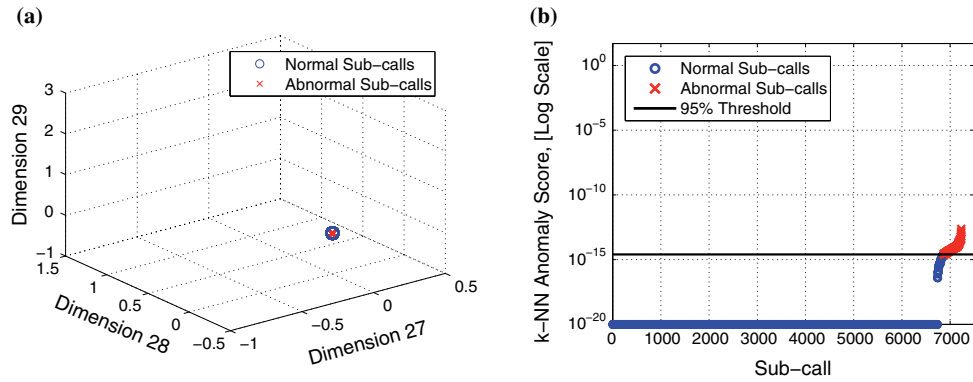 (a)
Normal Sub-calls
Abnormal Sub-calls
3
2
1
0
-1
Dimension 29
1.5
1
0.5
0
-0.5
Dimension 28
-1
-0.5
0
0.5
Dimension 27
(b)
Normal Sub-calls
Abnormal Sub-calls
95% Threshold
k-NN Anomaly Score, [Log Scale]
10^0
10^-5
10^-10
10^-15
10^-20
0 1000 2000 3000 4000 5000 6000 7000
Sub-call